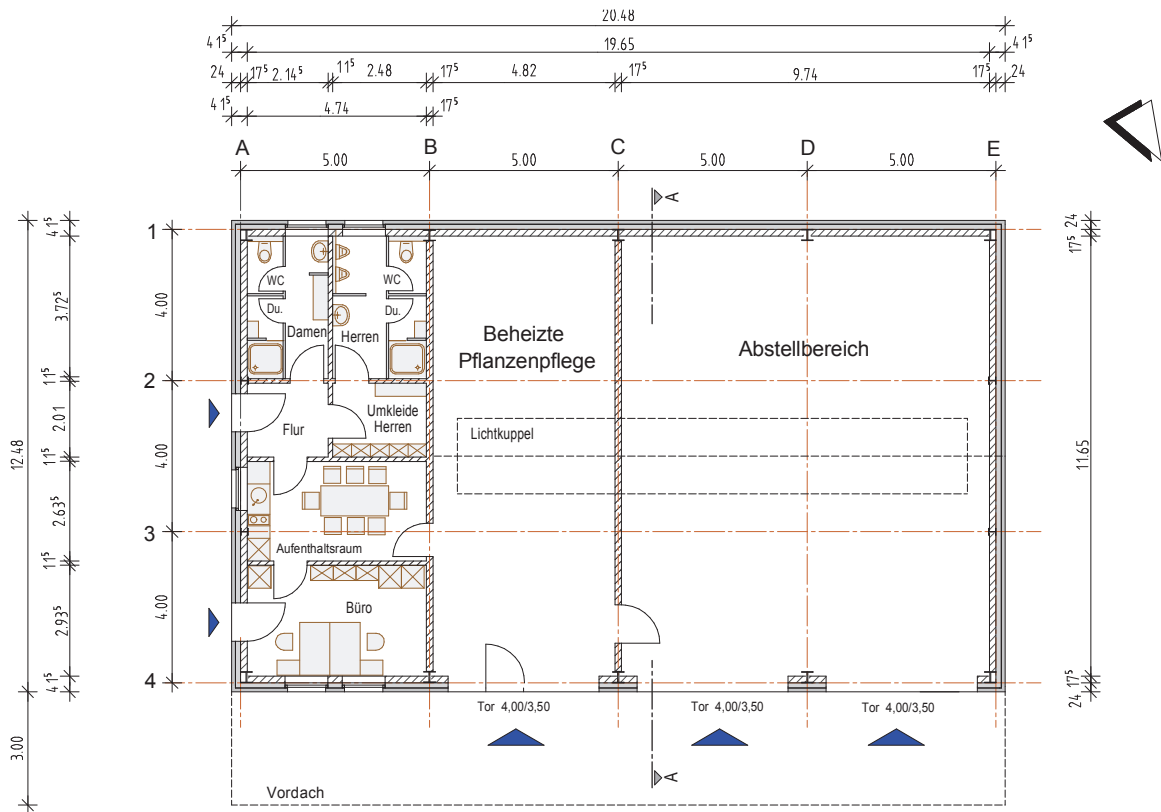 20.48
4 1⁵ 19.65 4 1⁵
24 17⁵ 2.14⁵ 11⁵ 2.48 17⁵ 4.82 17⁵ 9.74 17⁵ 24
4 1⁵ 4.74 17⁵
A B C D E
5.00 5.00 5.00 5.00
A
1
2
3
4
4.00
4.00
4.00
4 1⁵
3.72⁵
11⁵
2.01
11⁵
2.63⁵
11⁵
2.93⁵
4 1⁵
12.48
3.00
24
17⁵
11.65
17⁵
24
WC
WC
Du.
Du.
Damen
Herren
Beheizte
Pflanzenpflege
Abstellbereich
Umkleide
Herren
Flur
Lichtkuppel
Aufenthaltsraum
Büro
Tor 4,00/3,50
Tor 4,00/3,50
Tor 4,00/3,50
A
Vordach